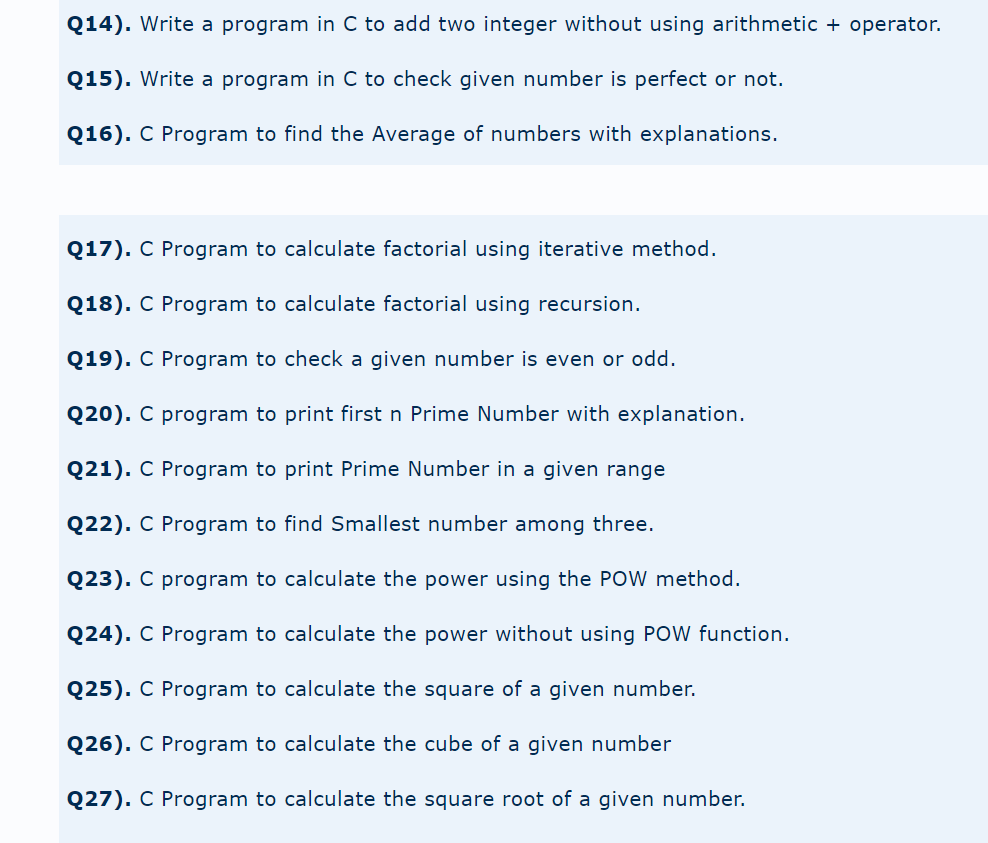 Q14). Write a program in C to add two integer without using arithmetic + operator.
Q15). Write a program in C to check given number is perfect or not.
Q16). C Program to find the Average of numbers with explanations.
Q17). C Program to calculate factorial using iterative method.
Q18). C Program to calculate factorial using recursion.
Q19). C Program to check a given number is even or odd.
Q20). C program to print first n Prime Number with explanation.
Q21). C Program to print Prime Number in a given range
Q22). C Program to find Smallest number among three.
Q23). C program to calculate the power using the POW method.
Q24). C Program to calculate the power without using POW function.
Q25). C Program to calculate the square of a given number.
Q26). C Program to calculate the cube of a given number
Q27). C Program to calculate the square root of a given number.